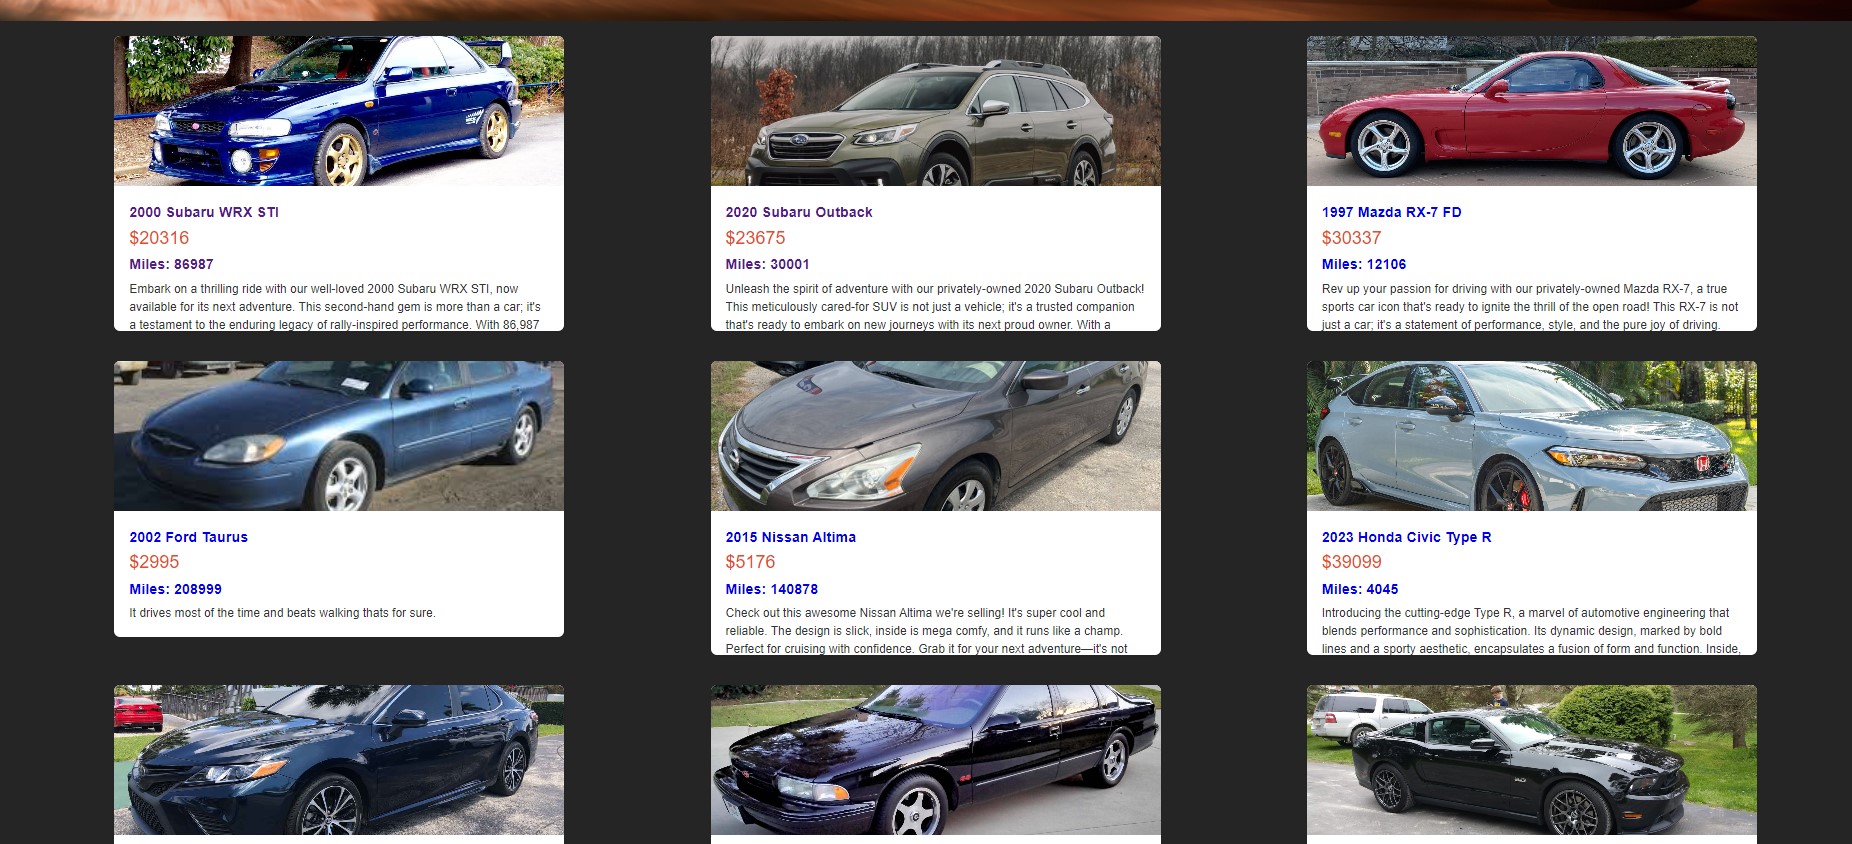 2000 Subaru WRX STI
$20316
Miles: 86987
Embark on a thrilling ride with our well-loved 2000 Subaru WRX STI, now
available for its next adventure. This second-hand gem is more than a car; it's
a testament to the enduring legacy of rally-inspired performance. With 86,987
2020 Subaru Outback
$23675
Miles: 30001
Unleash the spirit of adventure with our privately-owned 2020 Subaru Outback!
This meticulously cared-for SUV is not just a vehicle; it's a trusted companion
that's ready to embark on new journeys with its next proud owner. With a
1997 Mazda RX-7 FD
$30337
Miles: 12106
Rev up your passion for driving with our privately-owned Mazda RX-7, a true
sports car icon that's ready to ignite the thrill of the open road! This RX-7 is not
just a car; it's a statement of performance, style, and the pure joy of driving.
2002 Ford Taurus
$2995
Miles: 208999
It drives most of the time and beats walking thats for sure.
2015 Nissan Altima
$5176
Miles: 140878
Check out this awesome Nissan Altima we're selling! It's super cool and
reliable. The design is slick, inside is mega comfy, and it runs like a champ.
Perfect for cruising with confidence. Grab it for your next adventure—it's not
2023 Honda Civic Type R
$39099
Miles: 4045
Introducing the cutting-edge Type R, a marvel of automotive engineering that
blends performance and sophistication. Its dynamic design, marked by bold
lines and a sporty aesthetic, encapsulates a fusion of form and function. Inside,